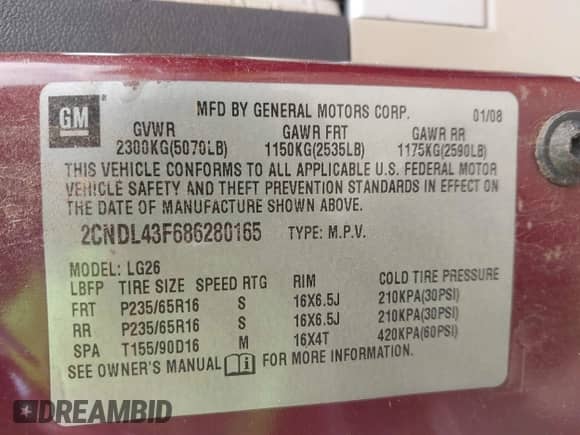 GM
MFD BY GENERAL MOTORS CORP. 01/08
GVWR GAWR FRT GAWR RR
2300KG(5070LB) 1150KG(2535LB) 1175KG(2590LB)
THIS VEHICLE CONFORMS TO ALL APPLICABLE U.S. FEDERAL MOTOR
VEHICLE SAFETY AND THEFT PREVENTION STANDARDS IN EFFECT ON
THE DATE OF MANUFACTURE SHOWN ABOVE.
2CNDL43F686280165 TYPE: M.P.V.
MODEL: LG26
LBFP TIRE SIZE SPEED RTG RIM COLD TIRE PRESSURE
FRT P235/65R16 S 16X6.5J 210KPA(30PSI)
RR P235/65R16 S 16X6.5J 210KPA(30PSI)
SPA T155/90D16 M 16X4T 420KPA(60PSI)
SEE OWNER'S MANUAL i FOR MORE INFORMATION
DREAMBID